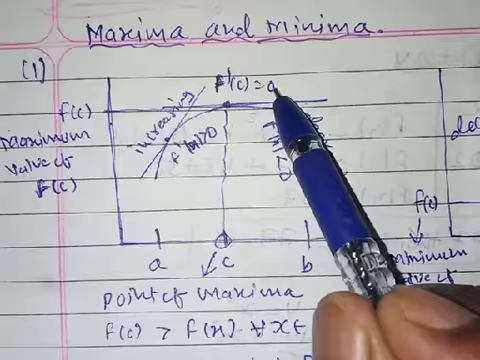 Maxima and minima.
(1)
F'(c) = 0
f(c)
maximum
value of
f(c)
increasing
f'(x)>0
a
c
b
f(c)
minimum
value of
point of maxima
f(c) > f(x) ∀ x ∈